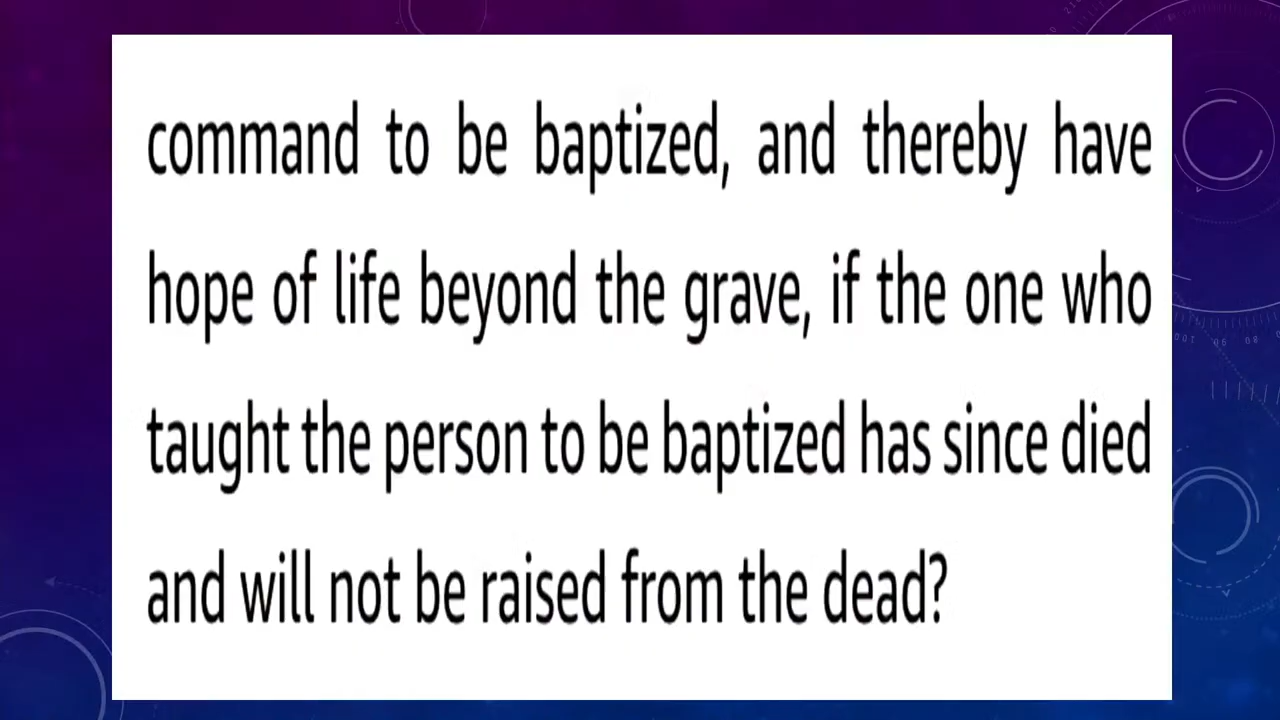 command to be baptized, and thereby have
hope of life beyond the grave, if the one who
taught the person to be baptized has since died
and will not be raised from the dead?